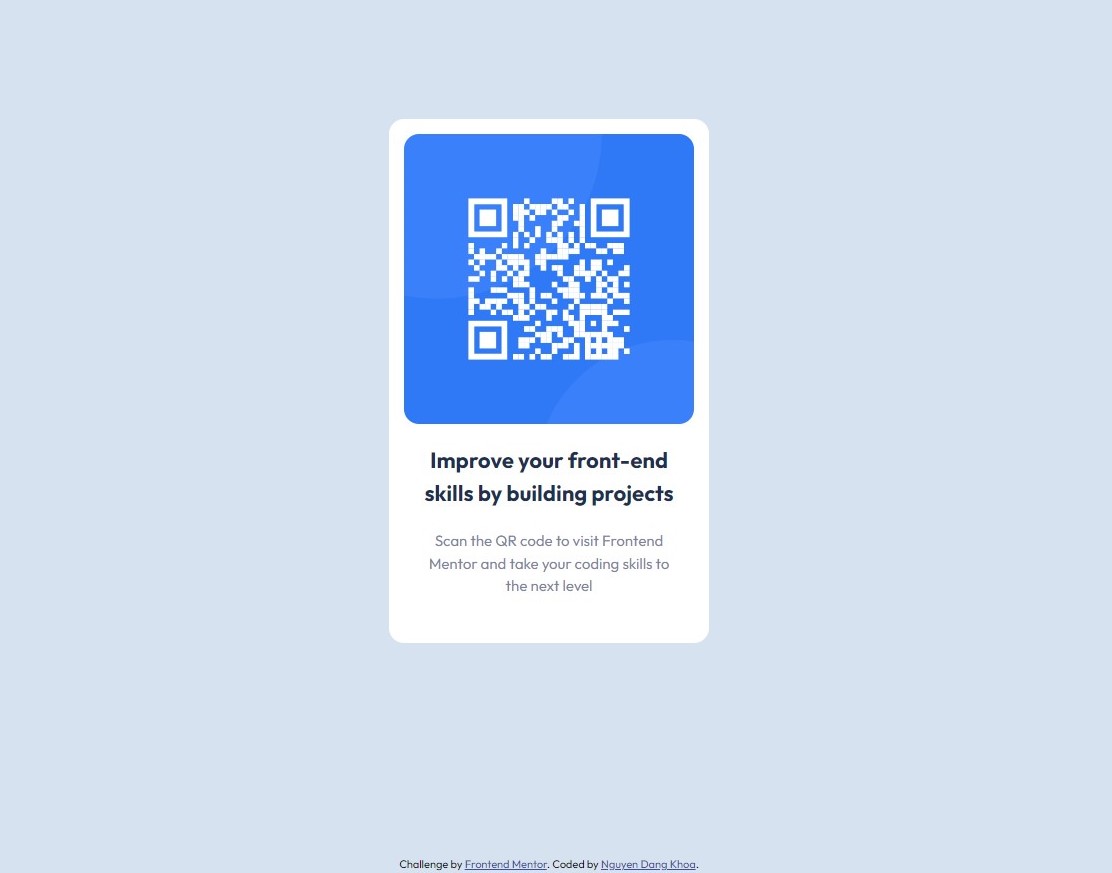 Improve your front-end
skills by building projects
Scan the QR code to visit Frontend
Mentor and take your coding skills to
the next level
Challenge by Frontend Mentor. Coded by Nguyen Dang Khoa.